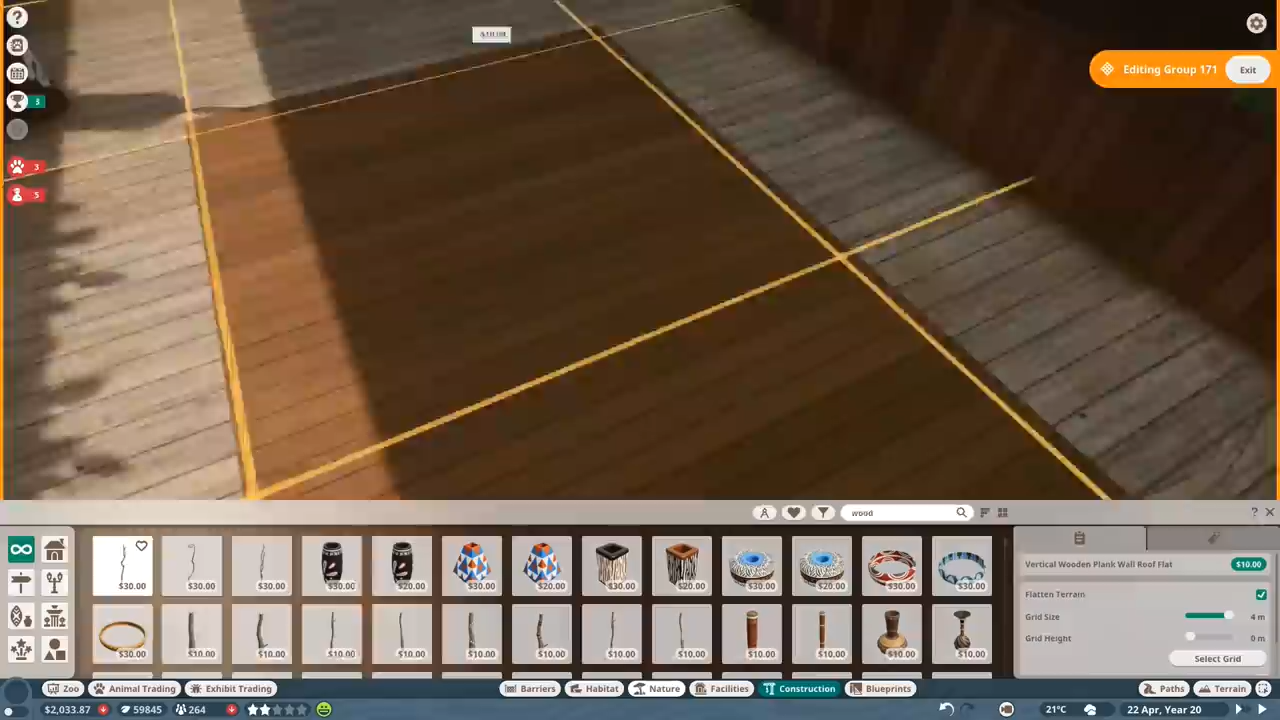 ?
3
3
5
Editing Group 171 Exit
wood
?
$30.00 $30.00 $30.00 $30.00 $20.00 $30.00 $20.00 $30.00 $20.00 $30.00 $20.00 $30.00 $30.00
$30.00 $10.00 $10.00 $10.00 $10.00 $10.00 $10.00 $10.00 $10.00 $10.00 $10.00 $10.00 $10.00
Vertical Wooden Plank Wall Roof Flat $10.00
Flatten Terrain
Grid Size 4 m
Grid Height 0 m
Select Grid
Zoo Animal Trading Exhibit Trading Barriers Habitat Nature Facilities Construction Blueprints Paths Terrain
$2,033.87 59845 264 21°C 22 Apr, Year 20